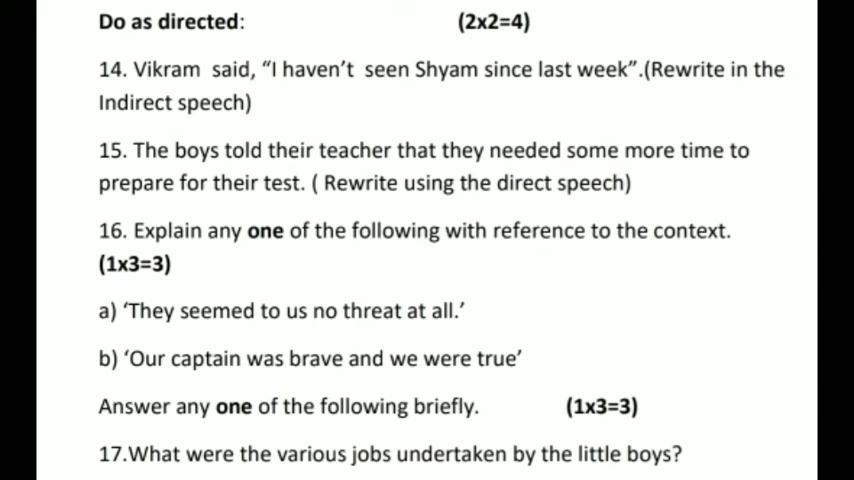 Do as directed: (2x2=4)
14. Vikram said, “I haven’t seen Shyam since last week”.(Rewrite in the
Indirect speech)
15. The boys told their teacher that they needed some more time to
prepare for their test. ( Rewrite using the direct speech)
16. Explain any one of the following with reference to the context.
(1x3=3)
a) ‘They seemed to us no threat at all.’
b) ‘Our captain was brave and we were true’
Answer any one of the following briefly. (1x3=3)
17.What were the various jobs undertaken by the little boys?